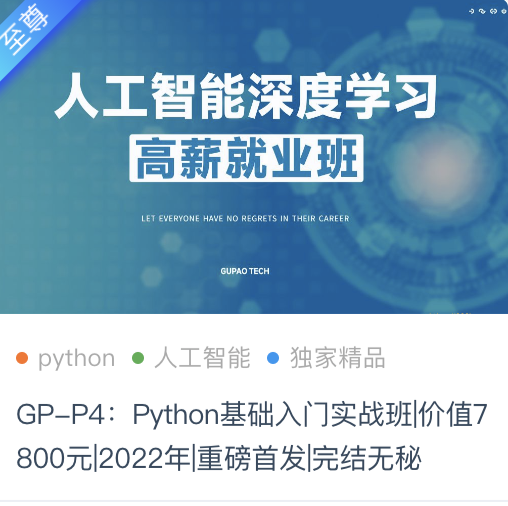 至尊
人工智能深度学习
高薪就业班
LET EVERYONE HAVE NO REGRETS IN THEIR CAREER
GUPAO TECH
python 人工智能 独家精品
GP-P4：Python基础入门实战班|价值7
800元|2022年|重磅首发|完结无秘